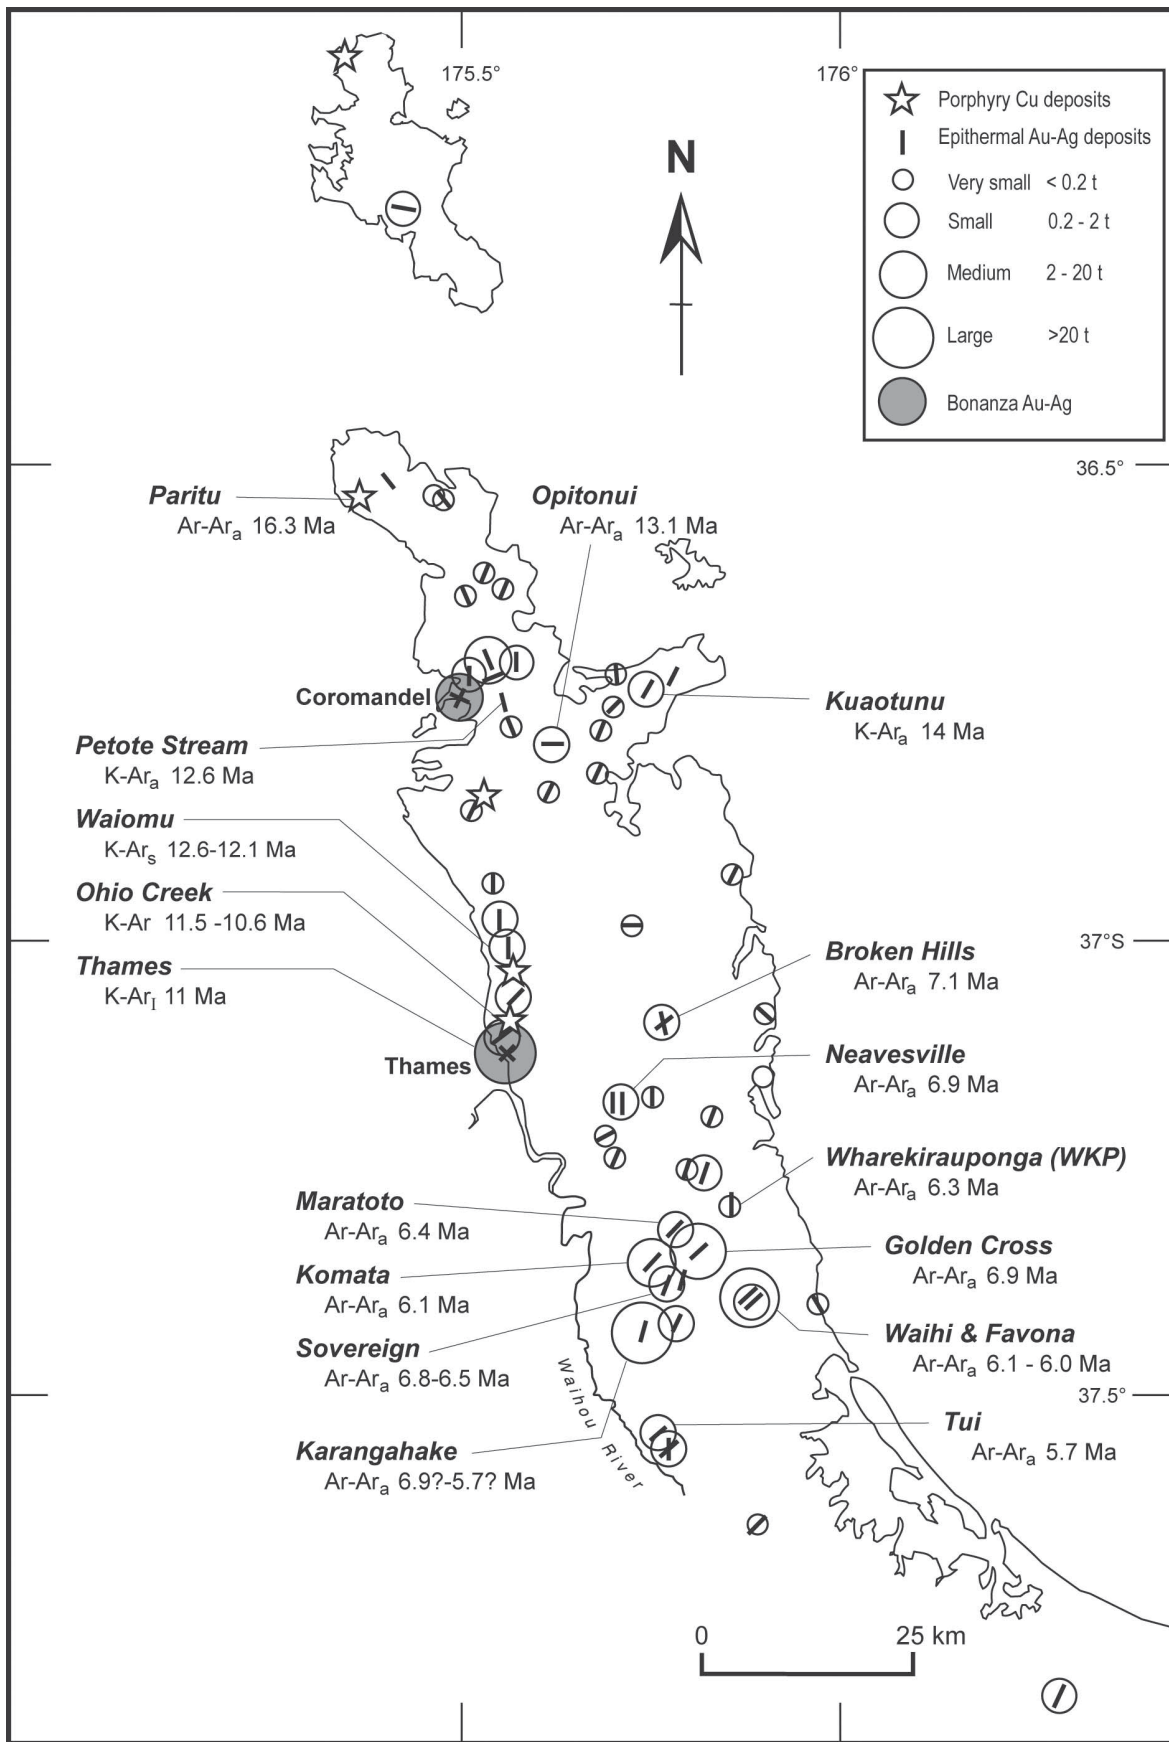 175.5°
176°
Porphyry Cu deposits
Epithermal Au-Ag deposits
Very small < 0.2 t
Small 0.2 - 2 t
Medium 2 - 20 t
Large >20 t
Bonanza Au-Ag
N
36.5°
Paritu
Ar-Arₐ 16.3 Ma
Opitonui
Ar-Arₐ 13.1 Ma
Coromandel
Kuaotunu
K-Arₐ 14 Ma
Petote Stream
K-Arₐ 12.6 Ma
Waiomu
K-Arₛ 12.6-12.1 Ma
Ohio Creek
K-Ar 11.5 -10.6 Ma
37°S
Thames
K-Ar_I 11 Ma
Broken Hills
Ar-Arₐ 7.1 Ma
Thames
Neavesville
Ar-Arₐ 6.9 Ma
Wharekirauponga (WKP)
Ar-Arₐ 6.3 Ma
Maratoto
Ar-Arₐ 6.4 Ma
Golden Cross
Ar-Arₐ 6.9 Ma
Komata
Ar-Arₐ 6.1 Ma
Sovereign
Ar-Arₐ 6.8-6.5 Ma
Waihi & Favona
Ar-Arₐ 6.1 - 6.0 Ma
Waihou River
37.5°
Karangahake
Ar-Arₐ 6.9?-5.7? Ma
Tui
Ar-Arₐ 5.7 Ma
0 25 km